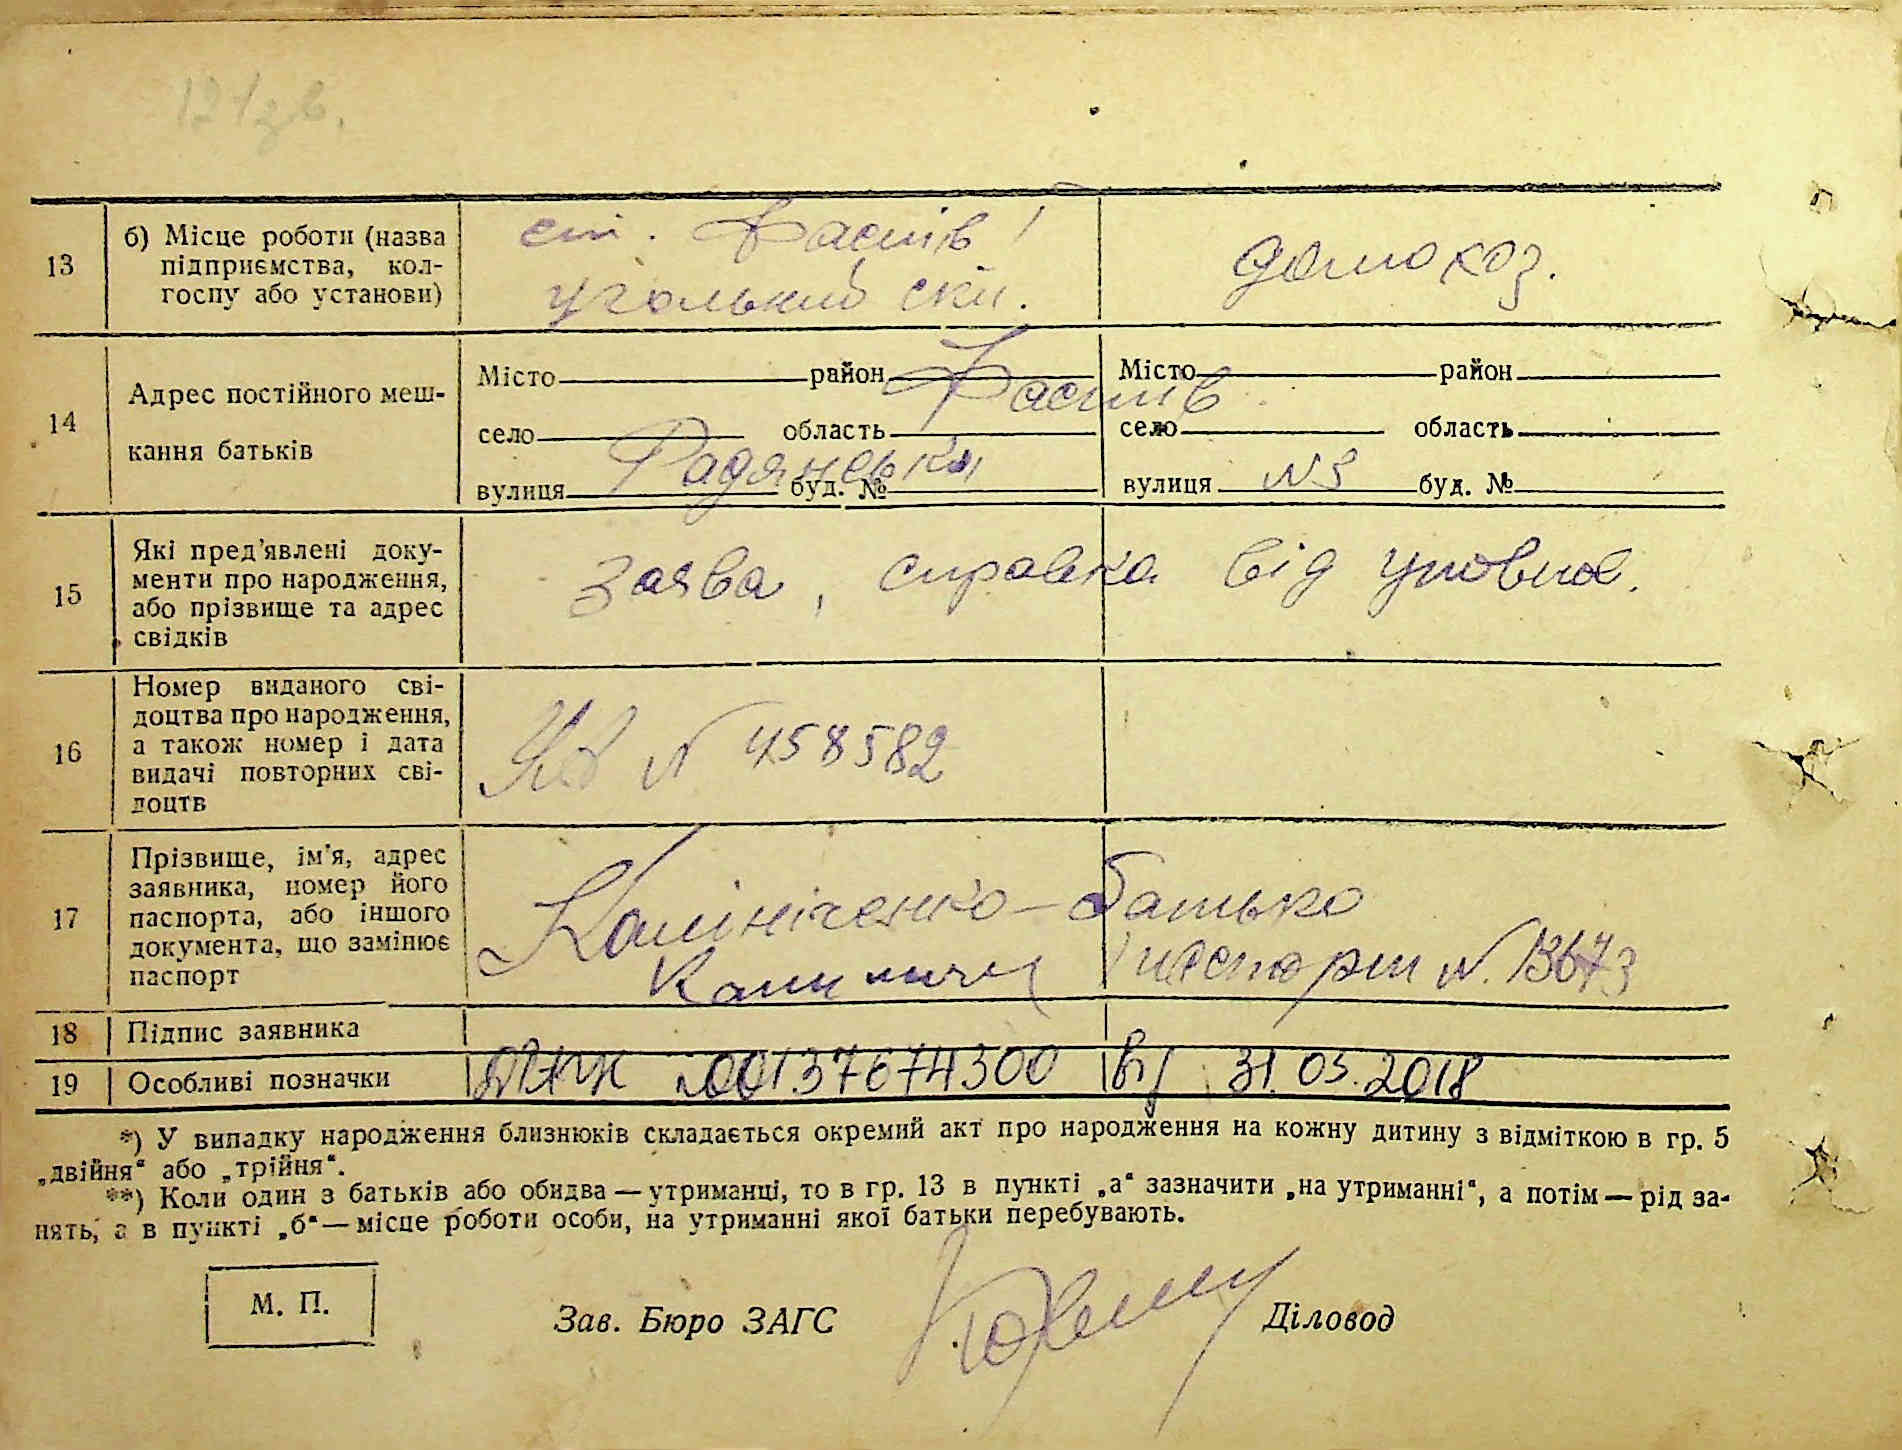 121зв.
13
б) Місце роботи (назва
підприємства, кол-
госпу або установи)
ст. Фастів 1
угольний скл.
домохоз.
14
Адрес постійного меш-
кання батьків
Місто район Фастів
село область
вулиця Радянська буд. №
Місто район
село область
вулиця N 3 буд. №
15
Які пред'явлені доку-
менти про народження,
або прізвище та адрес
свідків
Заява, справка від
16
Номер виданого сві-
доцтва про народження,
а також номер і дата
видачі повторних сві-
доцтв
N 458582
17
Прізвище, ім'я, адрес
заявника, номер його
паспорта, або іншого
документа, що замінює
паспорт
Калініченко – батько
паспорт N. 13673
18
Підпис заявника
19
Особливі позначки
00137674300 від 31.05.2018
*) У випадку народження близнюків складається окремий акт про народження на кожну дитину з відміткою в гр. 5
„двійня“ або „трійня“.
**) Коли один з батьків або обидва — утриманці, то в гр. 13 в пункті „а“ зазначити „на утриманні“, а потім — рід за-
нять, а в пункті „б“ — місце роботи особи, на утриманні якої батьки перебувають.
М. П.
Зав. Бюро ЗАГС
Діловод